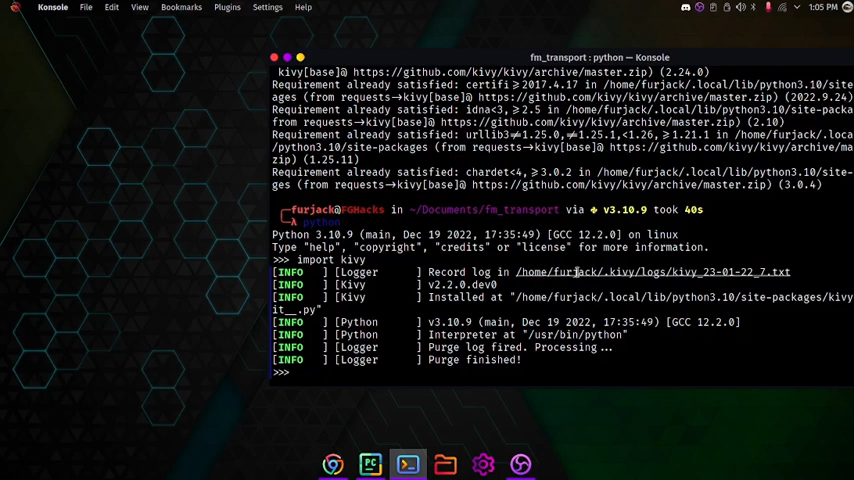 Konsole File Edit View Bookmarks Plugins Settings Help 1:05 PM
fm_transport : python — Konsole
kivy[base]@ https://github.com/kivy/kivy/archive/master.zip) (2.24.0)
Requirement already satisfied: certifi≥2017.4.17 in /home/furjack/.local/lib/python3.10/site-
ages (from requests→kivy[base]@ https://github.com/kivy/kivy/archive/master.zip) (2022.9.24)
Requirement already satisfied: idna<3,≥2.5 in /home/furjack/.local/lib/python3.10/site-packages
from requests→kivy[base]@ https://github.com/kivy/kivy/archive/master.zip) (2.10)
Requirement already satisfied: urllib3≠1.25.0,≠1.25.1,<1.26,≥1.21.1 in /home/furjack/.local
/python3.10/site-packages (from requests→kivy[base]@ https://github.com/kivy/kivy/archive/ma
zip) (1.25.11)
Requirement already satisfied: chardet<4,≥3.0.2 in /home/furjack/.local/lib/python3.10/site-
ges (from requests→kivy[base]@ https://github.com/kivy/kivy/archive/master.zip) (3.0.4)
furjack@FGHacks in ~/Documents/fm_transport via v3.10.9 took 40s
λ python
Python 3.10.9 (main, Dec 19 2022, 17:35:49) [GCC 12.2.0] on linux
Type "help", "copyright", "credits" or "license" for more information.
>>> import kivy
[INFO ] [Logger ] Record log in /home/furjack/.kivy/logs/kivy_23-01-22_7.txt
[INFO ] [Kivy ] v2.2.0.dev0
[INFO ] [Kivy ] Installed at "/home/furjack/.local/lib/python3.10/site-packages/kivy
it__.py"
[INFO ] [Python ] v3.10.9 (main, Dec 19 2022, 17:35:49) [GCC 12.2.0]
[INFO ] [Python ] Interpreter at "/usr/bin/python"
[INFO ] [Logger ] Purge log fired. Processing...
[INFO ] [Logger ] Purge finished!
>>>
PC